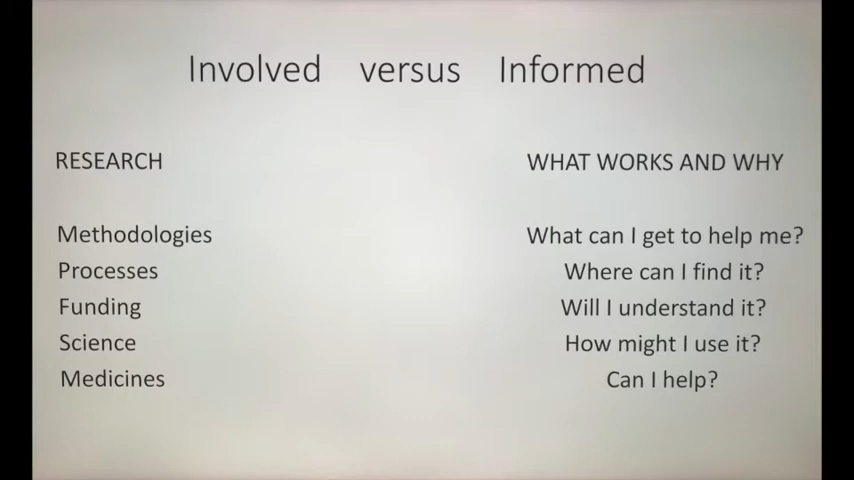 Involved versus Informed
RESEARCH
Methodologies
Processes
Funding
Science
Medicines
WHAT WORKS AND WHY
What can I get to help me?
Where can I find it?
Will I understand it?
How might I use it?
Can I help?